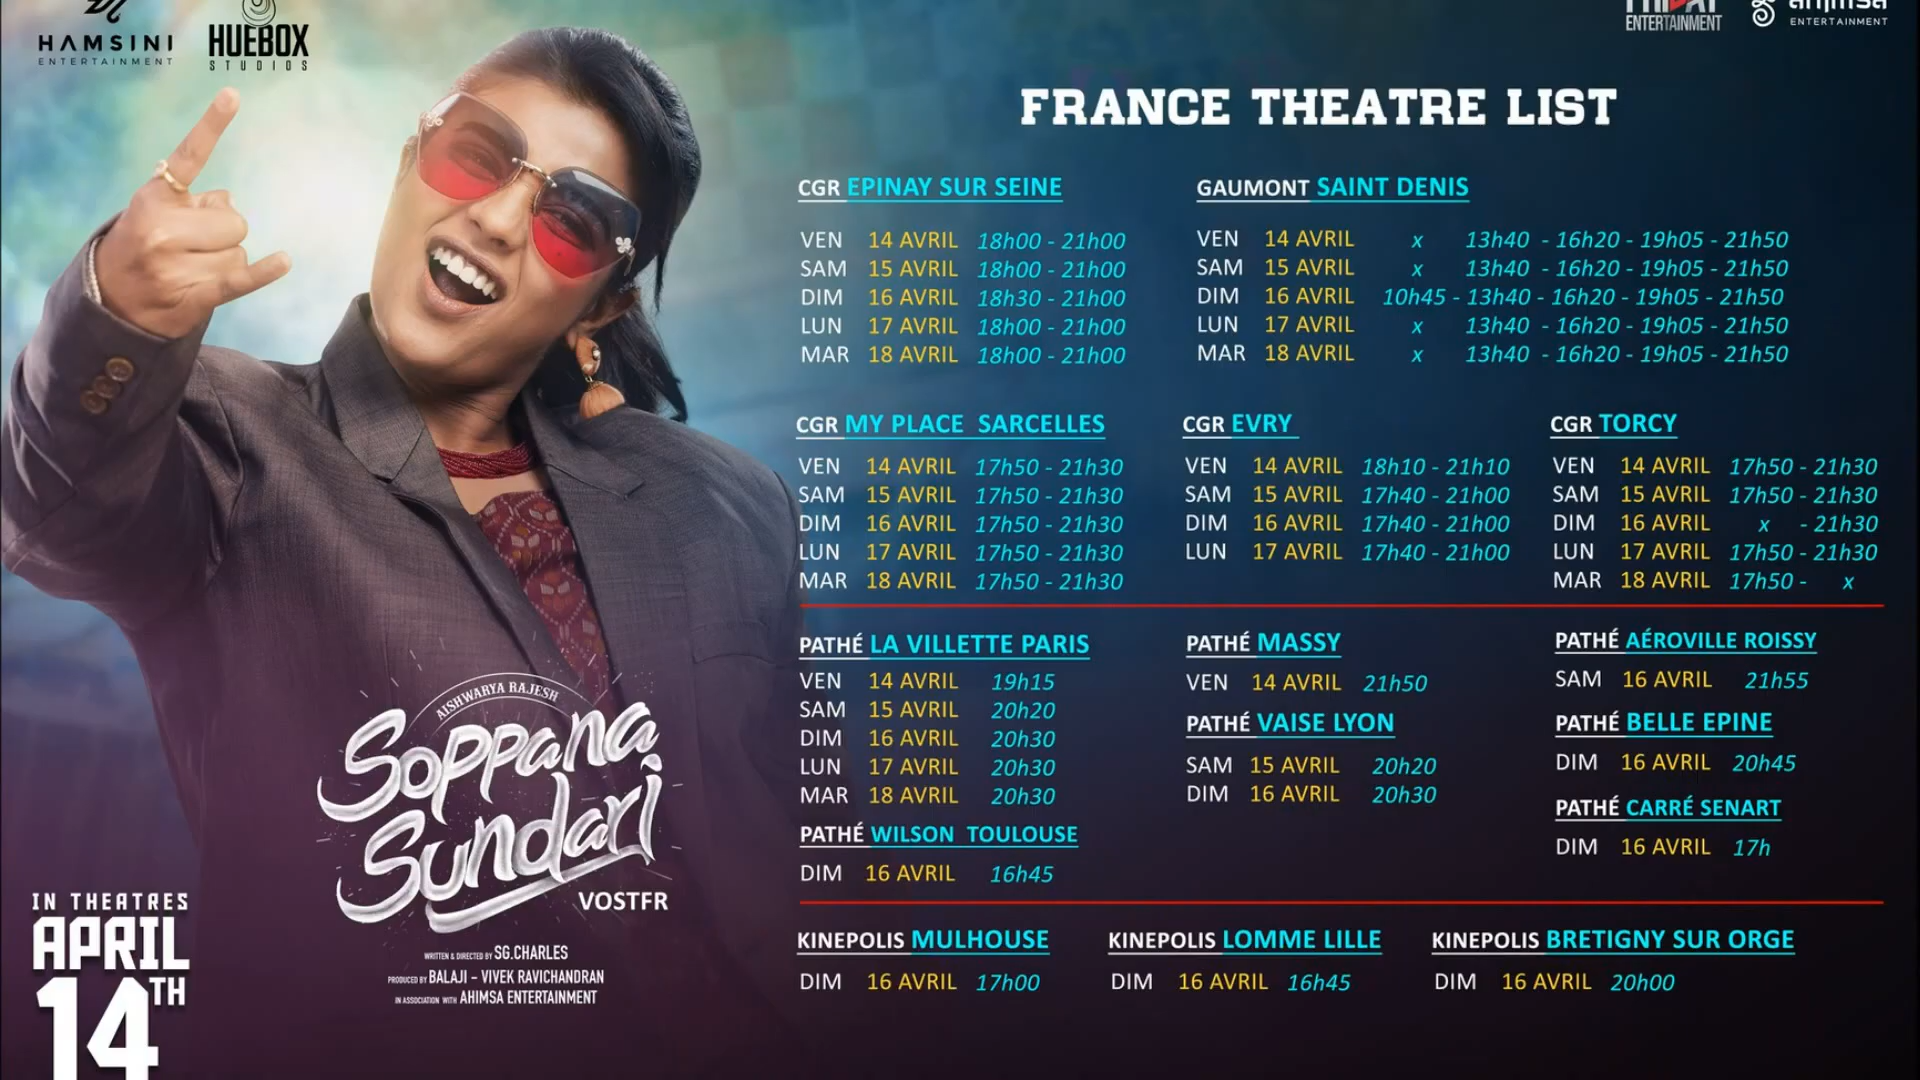 HAMSINI
ENTERTAINMENT
HUEBOX
STUDIOS
ENTERTAINMENT
ENTERTAINMENT
FRANCE THEATRE LIST
CGR EPINAY SUR SEINE
VEN 14 AVRIL 18h00 - 21h00
SAM 15 AVRIL 18h00 - 21h00
DIM 16 AVRIL 18h30 - 21h00
LUN 17 AVRIL 18h00 - 21h00
MAR 18 AVRIL 18h00 - 21h00
GAUMONT SAINT DENIS
VEN 14 AVRIL x 13h40 - 16h20 - 19h05 - 21h50
SAM 15 AVRIL x 13h40 - 16h20 - 19h05 - 21h50
DIM 16 AVRIL 10h45 - 13h40 - 16h20 - 19h05 - 21h50
LUN 17 AVRIL x 13h40 - 16h20 - 19h05 - 21h50
MAR 18 AVRIL x 13h40 - 16h20 - 19h05 - 21h50
CGR MY PLACE SARCELLES
VEN 14 AVRIL 17h50 - 21h30
SAM 15 AVRIL 17h50 - 21h30
DIM 16 AVRIL 17h50 - 21h30
LUN 17 AVRIL 17h50 - 21h30
MAR 18 AVRIL 17h50 - 21h30
CGR EVRY
VEN 14 AVRIL 18h10 - 21h10
SAM 15 AVRIL 17h40 - 21h00
DIM 16 AVRIL 17h40 - 21h00
LUN 17 AVRIL 17h40 - 21h00
CGR TORCY
VEN 14 AVRIL 17h50 - 21h30
SAM 15 AVRIL 17h50 - 21h30
DIM 16 AVRIL x - 21h30
LUN 17 AVRIL 17h50 - 21h30
MAR 18 AVRIL 17h50 - x
PATHÉ LA VILLETTE PARIS
VEN 14 AVRIL 19h15
SAM 15 AVRIL 20h20
DIM 16 AVRIL 20h30
LUN 17 AVRIL 20h30
MAR 18 AVRIL 20h30
PATHÉ WILSON TOULOUSE
DIM 16 AVRIL 16h45
PATHÉ MASSY
VEN 14 AVRIL 21h50
PATHÉ VAISE LYON
SAM 15 AVRIL 20h20
DIM 16 AVRIL 20h30
PATHÉ AÉROVILLE ROISSY
SAM 16 AVRIL 21h55
PATHÉ BELLE EPINE
DIM 16 AVRIL 20h45
PATHÉ CARRÉ SENART
DIM 16 AVRIL 17h
KINEPOLIS MULHOUSE
DIM 16 AVRIL 17h00
KINEPOLIS LOMME LILLE
DIM 16 AVRIL 16h45
KINEPOLIS BRETIGNY SUR ORGE
DIM 16 AVRIL 20h00
AISHWARYA RAJESH
Soppana
Sundari
VOSTFR
WRITTEN & DIRECTED BY SG.CHARLES
PRODUCED BY BALAJI - VIVEK RAVICHANDRAN
IN ASSOCIATION WITH AHIMSA ENTERTAINMENT
IN THEATRES
APRIL
14TH